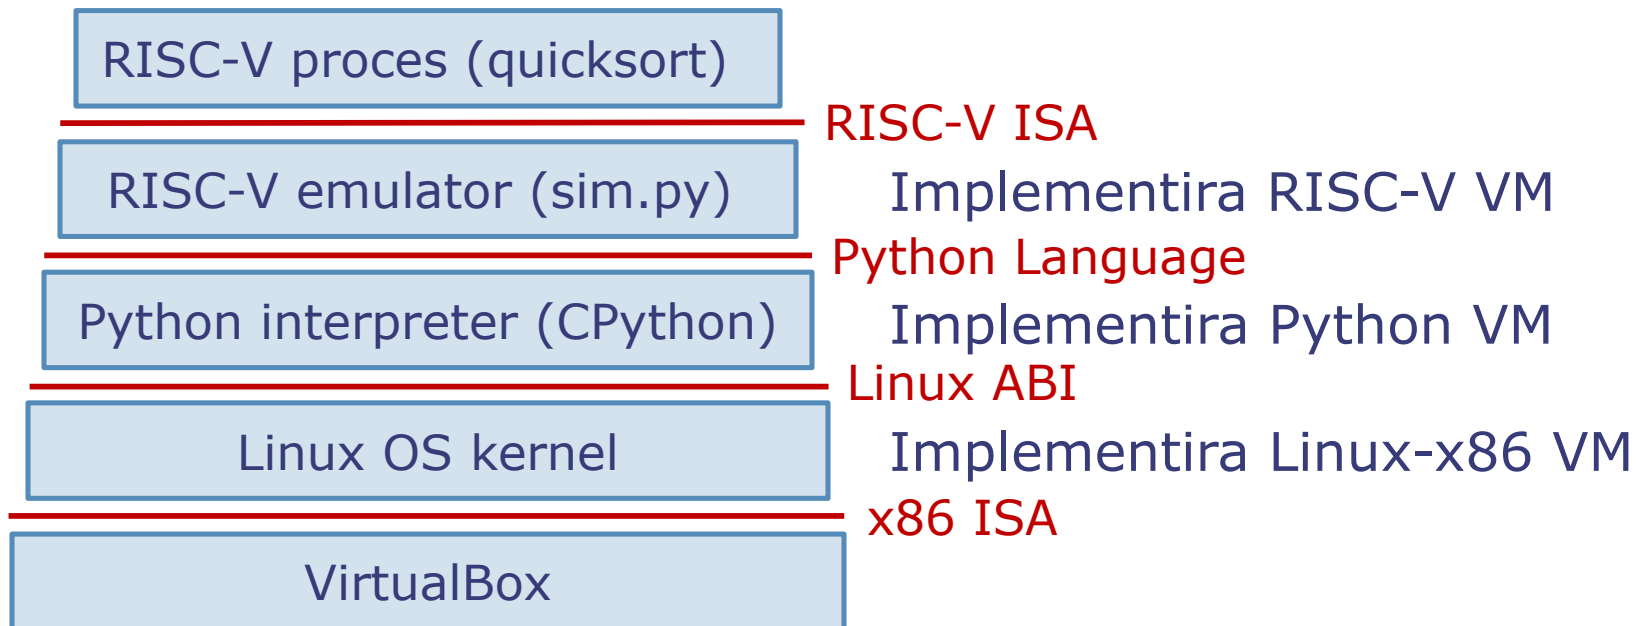 RISC-V proces (quicksort)
RISC-V ISA
RISC-V emulator (sim.py)
Implementira RISC-V VM
Python Language
Python interpreter (CPython)
Implementira Python VM
Linux ABI
Linux OS kernel
Implementira Linux-x86 VM
x86 ISA
VirtualBox